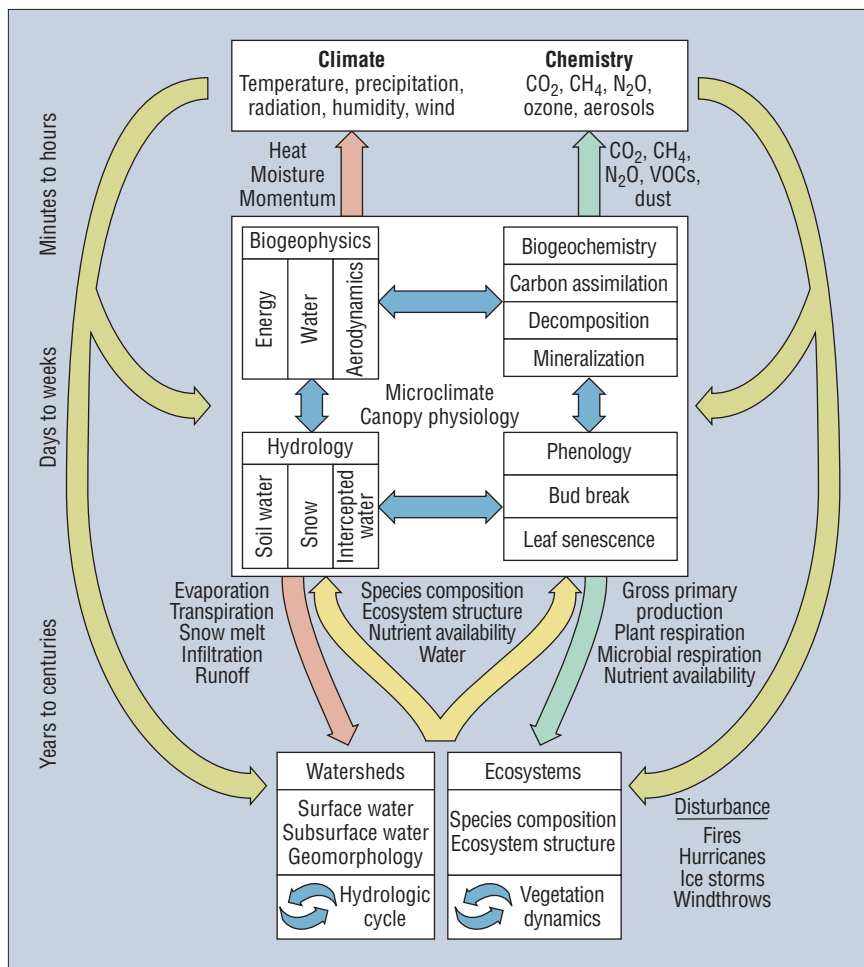 Climate
Temperature, precipitation,
radiation, humidity, wind
Chemistry
CO₂, CH₄, N₂O,
ozone, aerosols
Minutes to hours
Heat
Moisture
Momentum
CO₂, CH₄,
N₂O, VOCs,
dust
Biogeophysics
Energy
Water
Aerodynamics
Biogeochemistry
Carbon assimilation
Decomposition
Mineralization
Days to weeks
Microclimate
Canopy physiology
Hydrology
Soil water
Snow
Intercepted
water
Phenology
Bud break
Leaf senescence
Years to centuries
Evaporation
Transpiration
Snow melt
Infiltration
Runoff
Species composition
Ecosystem structure
Nutrient availability
Water
Gross primary
production
Plant respiration
Microbial respiration
Nutrient availability
Watersheds
Surface water
Subsurface water
Geomorphology
Hydrologic
cycle
Ecosystems
Species composition
Ecosystem structure
Vegetation
dynamics
Disturbance
Fires
Hurricanes
Ice storms
Windthrows